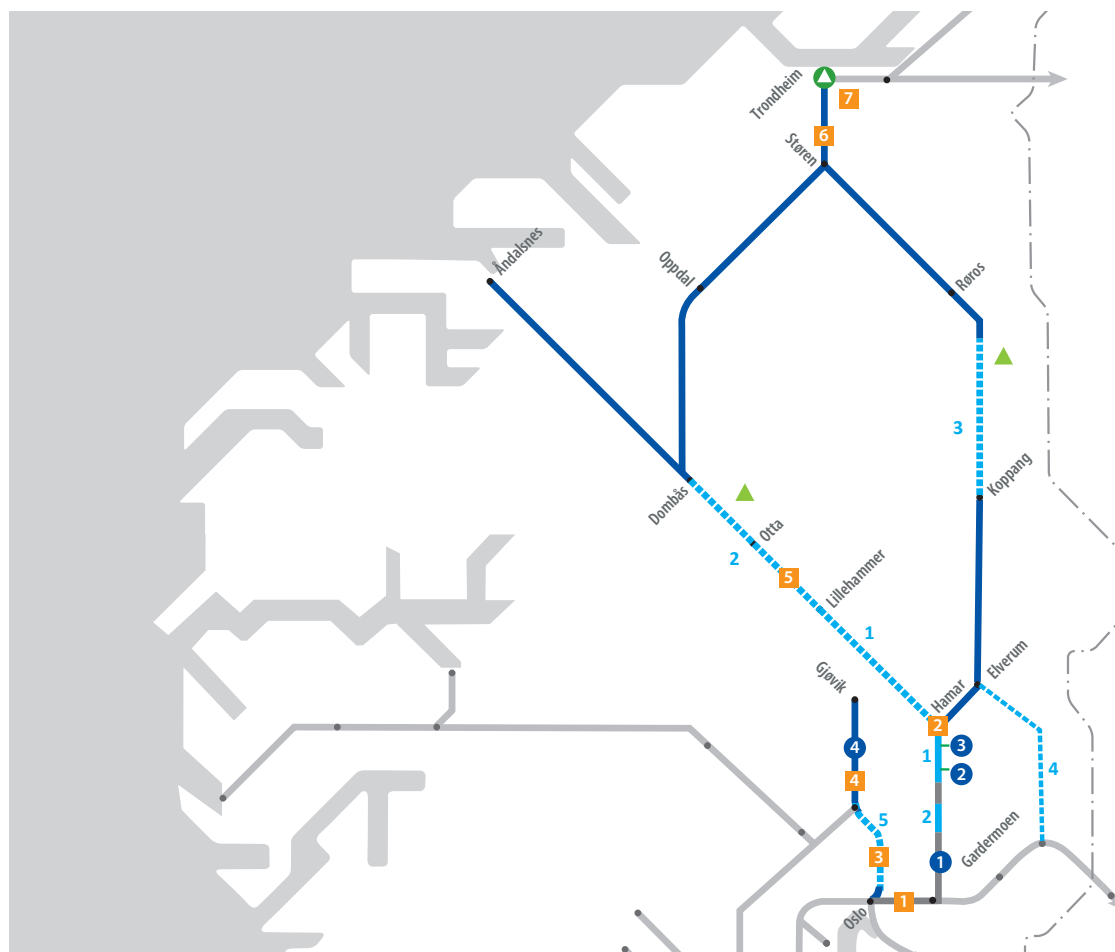 Trondheim
7
6
Støren
Åndalsnes
Oppdal
Røros
3
Koppang
Dombås
Otta
2
5
Lillehammer
1
Gjøvik
Hamar
Elverum
2
4
1
3
2
4
4
5
2
3
1
Gardermoen
Oslo
1